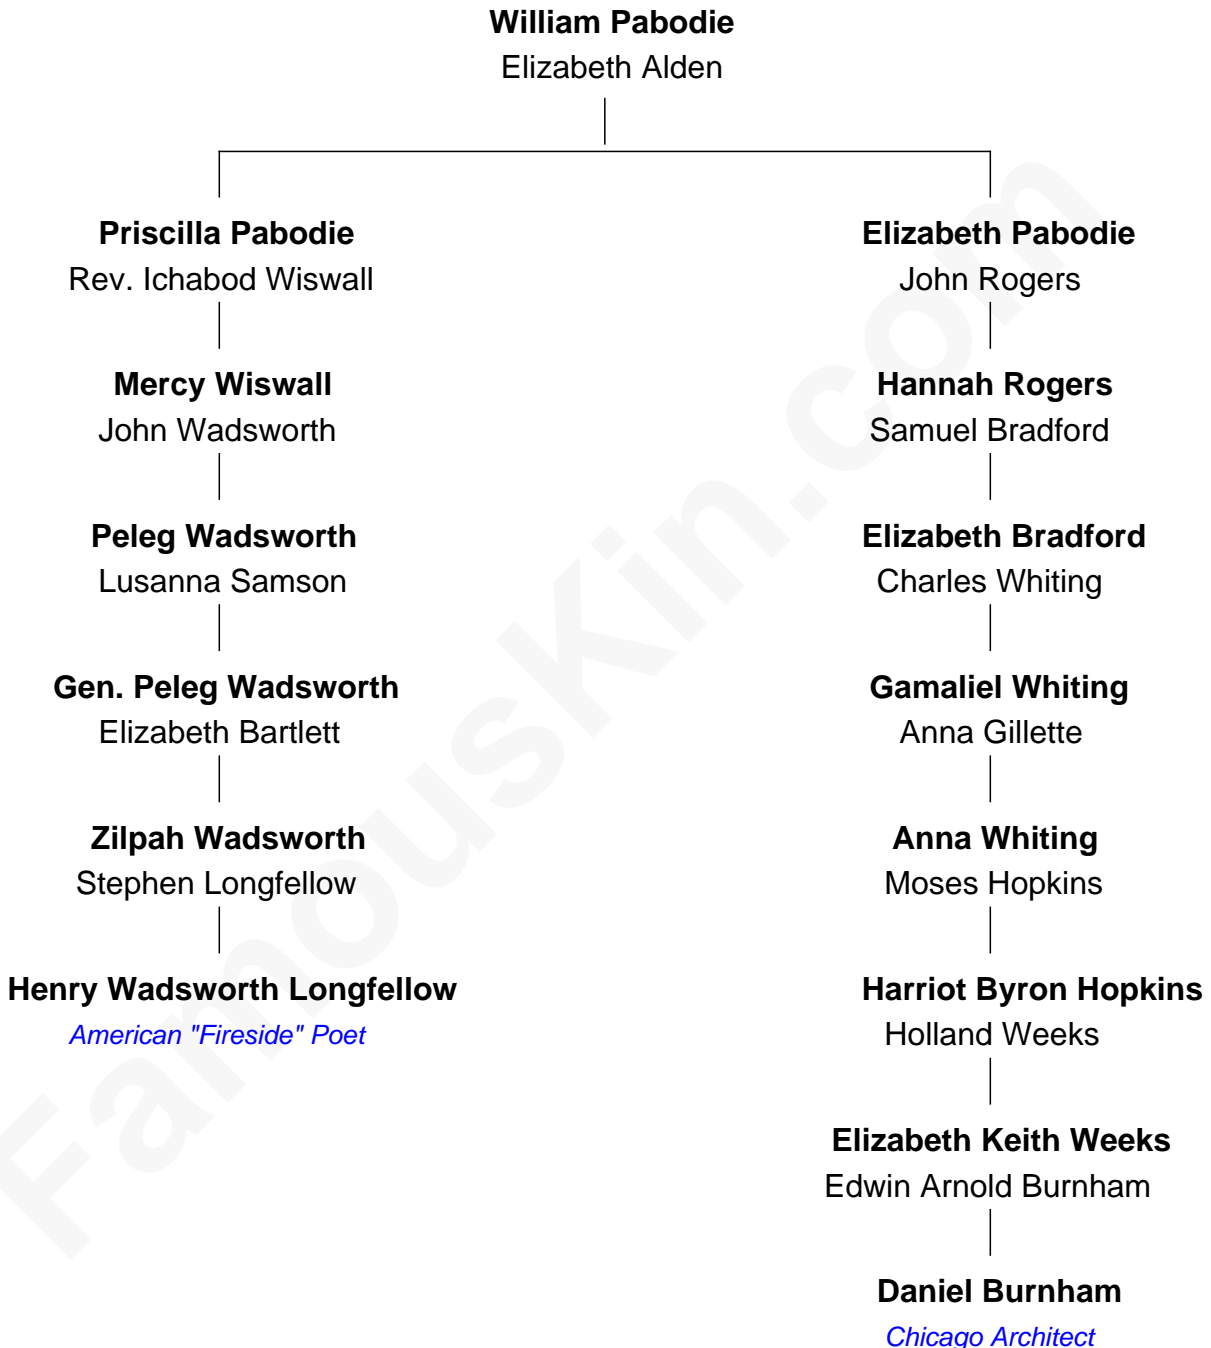 William Pabodie
Elizabeth Alden
Priscilla Pabodie
Rev. Ichabod Wiswall
Elizabeth Pabodie
John Rogers
Mercy Wiswall
John Wadsworth
Hannah Rogers
Samuel Bradford
Peleg Wadsworth
Lusanna Samson
Elizabeth Bradford
Charles Whiting
Gen. Peleg Wadsworth
Elizabeth Bartlett
Gamaliel Whiting
Anna Gillette
Zilpah Wadsworth
Stephen Longfellow
Anna Whiting
Moses Hopkins
Henry Wadsworth Longfellow
American "Fireside" Poet
Harriot Byron Hopkins
Holland Weeks
Elizabeth Keith Weeks
Edwin Arnold Burnham
Daniel Burnham
Chicago Architect
FamousKin.com